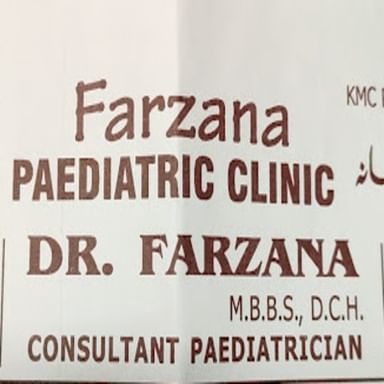 Farzana
KMC
PAEDIATRIC CLINIC
DR. FARZANA
M.B.B.S., D.C.H.
CONSULTANT PAEDIATRICIAN